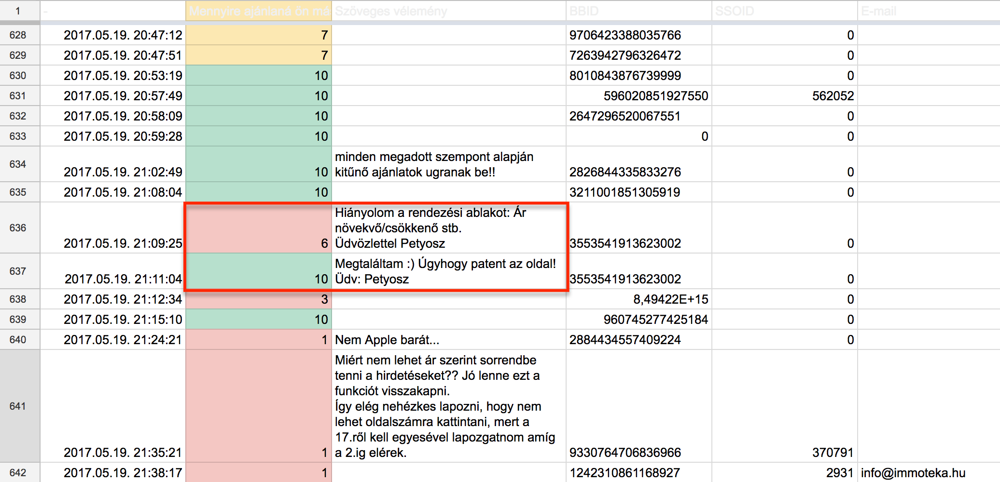 1 - Mennyire ajánlaná ön má Szöveges vélemény BBID SSOID E-mail
628 2017.05.19. 20:47:12 7 9706423388035766 0
629 2017.05.19. 20:47:51 7 7263942796326472 0
630 2017.05.19. 20:53:19 10 8010843876739999 0
631 2017.05.19. 20:57:49 10 596020851927550 562052
632 2017.05.19. 20:58:09 10 2647296520067551 0
633 2017.05.19. 20:59:28 10 0 0
minden megadott szempont alapján
634 2017.05.19. 21:02:49 10 kitűnő ajánlatok ugranak be!! 2826844335833276 0
635 2017.05.19. 21:08:04 10 3211001851305919 0
Hiányolom a rendezési ablakot: Ár
636 növekvő/csökkenő stb.
2017.05.19. 21:09:25 6 Üdvözlettel Petyosz 3553541913623002 0
637 Megtaláltam :) Úgyhogy patent az oldal!
2017.05.19. 21:11:04 10 Üdv: Petyosz 3553541913623002 0
638 2017.05.19. 21:12:34 3 8,49422E+15 0
639 2017.05.19. 21:15:10 10 960745277425184 0
640 2017.05.19. 21:24:21 1 Nem Apple barát... 2884434557409224 0
Miért nem lehet ár szerint sorrendbe
tenni a hirdetéseket?? Jó lenne ezt a
funkciót visszakapni.
641 Így elég nehézkes lapozni, hogy nem
lehet oldalszámra kattintani, mert a
17.ről kell egyesével lapozgatnom amíg
2017.05.19. 21:35:21 1 a 2.ig elérek. 9330764706836966 370791
642 2017.05.19. 21:38:17 1 1242310861168927 2931 info@immoteka.hu